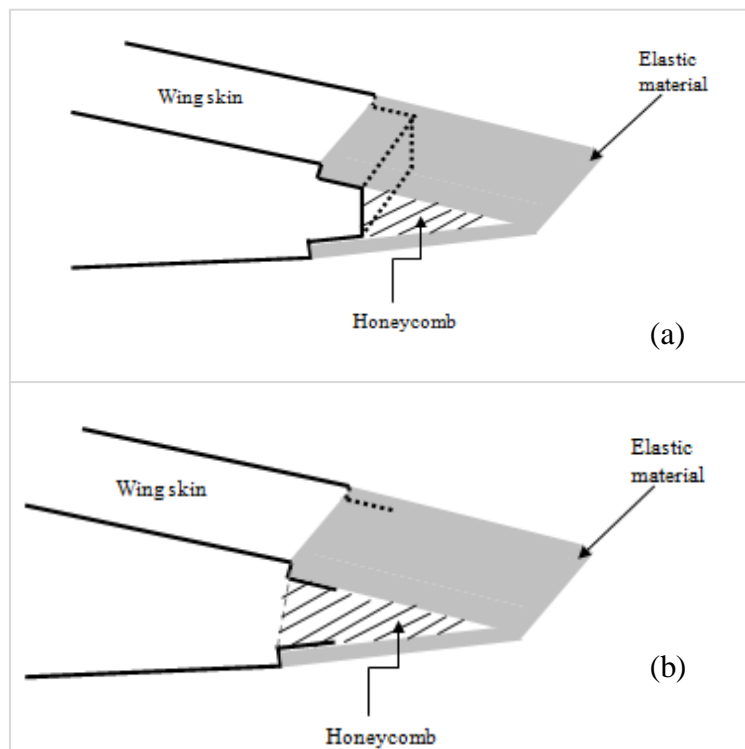 Elastic
material
Wing skin
Honeycomb
(a)
Elastic
material
Wing skin
Honeycomb
(b)